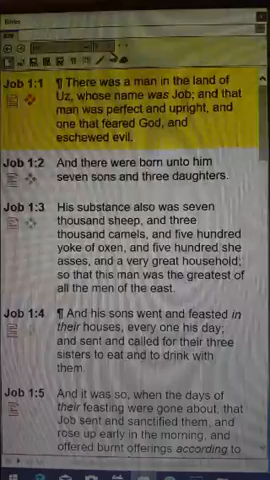 Bibles
KJV
Job 1:1 ¶ There was a man in the land of
Uz, whose name was Job; and that
man was perfect and upright, and
one that feared God, and
eschewed evil.
Job 1:2 And there were born unto him
seven sons and three daughters.
Job 1:3 His substance also was seven
thousand sheep, and three
thousand camels, and five hundred
yoke of oxen, and five hundred she
asses, and a very great household;
so that this man was the greatest of
all the men of the east.
Job 1:4 ¶ And his sons went and feasted in
their houses, every one his day;
and sent and called for their three
sisters to eat and to drink with
them.
Job 1:5 And it was so, when the days of
their feasting were gone about, that
Job sent and sanctified them, and
rose up early in the morning, and
offered burnt offerings according to